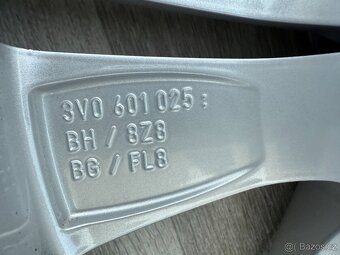 3V0 601 025 :
BH / 8Z8
BG / FL8
© Bazos.cz